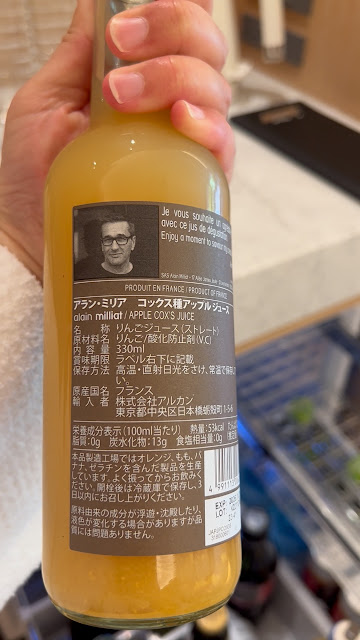 Je vous souhaite un
avec ce jus de dégustation
Enjoy a moment to savour
PRODUIT EN FRANCE / PRODUCT OF FRANCE
アラン・ミリア コックス種アップルジュース
alain milliat / APPLE COX'S JUICE
名 称 りんごジュース(ストレート)
原材料名 りんご/酸化防止剤(V.C)
内 容 量 330ml
賞味期限 ラベル右下に記載
保存方法 高温・直射日光をさけ、常温で保存
い。
原産国名 フランス
輸 入 者 株式会社アルカン
東京都中央区日本橋蛎殻町1-5-6
栄養成分表示(100ml当たり) 熱量:53kcal
脂質:0g 炭水化物:13g 食塩相当量:0g
本品製造工場ではオレンジ、もも、バ
ナナ、ゼラチンを含んだ製品を生産
しています。よく振ってからお飲みい
ください。開栓後は冷蔵庫で保存し、3
日以内にお召し上がりください。
原料由来の成分が浮遊・沈殿したり、
液色が変化する場合がありますが品
質には問題ありません。
EXP.
LOT.